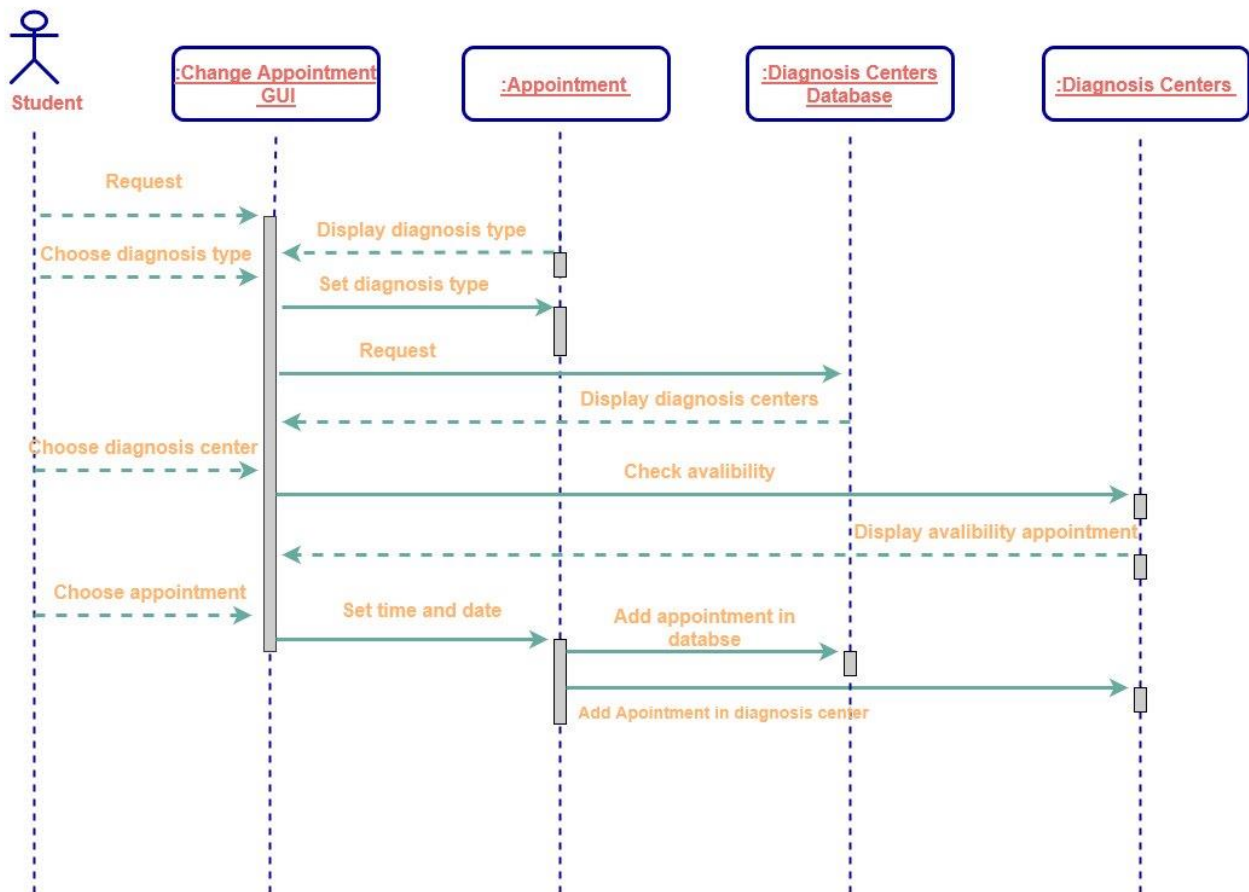 Student
:Change Appointment
GUI
:Appointment
:Diagnosis Centers
Database
:Diagnosis Centers
Request
Display diagnosis type
Choose diagnosis type
Set diagnosis type
Request
Display diagnosis centers
Choose diagnosis center
Check avalibility
Display avalibility appointment
Choose appointment
Set time and date
Add appointment in
databse
Add Apointment in diagnosis center